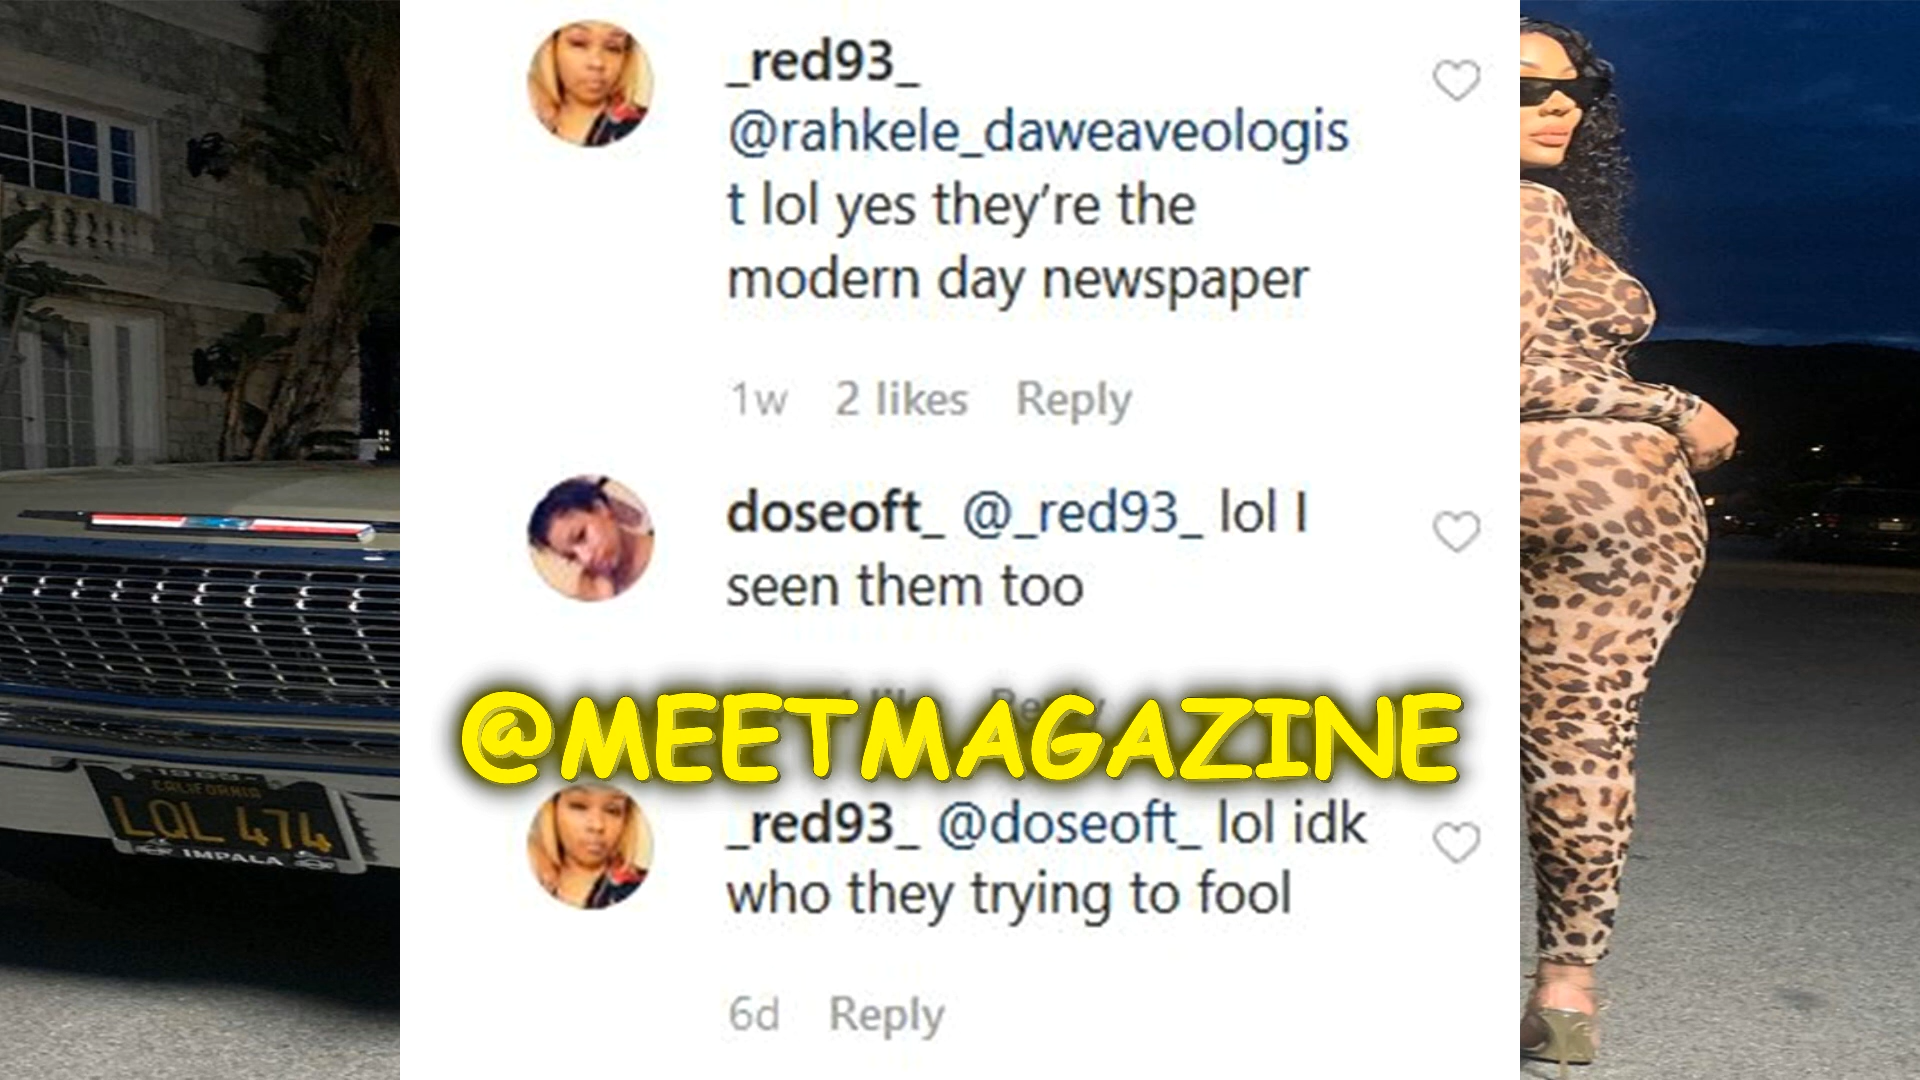 _red93_
@rahkele_daweaveologis
t lol yes they're the
modern day newspaper
1w 2 likes Reply
doseoft_ @_red93_ lol I
seen them too
@MEETMAGAZINE
_red93_ @doseoft_ lol idk
who they trying to fool
6d Reply
CALIFORNIA
LQL 474
IMPALA